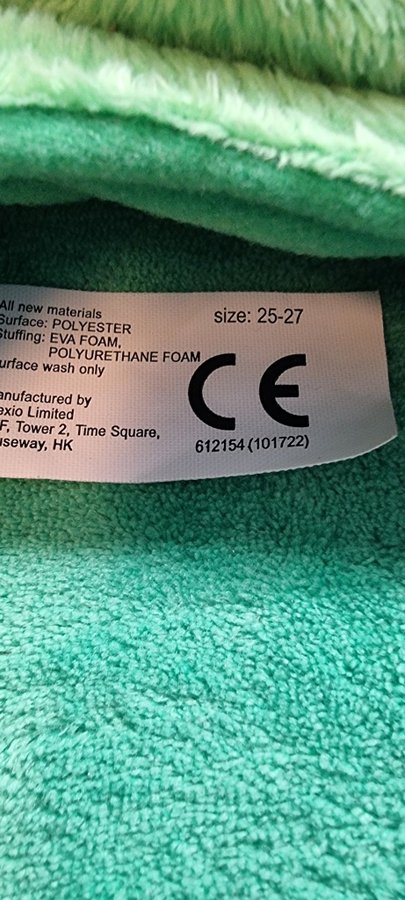 All new materials
Surface: POLYESTER
Stuffing: EVA FOAM,
POLYURETHANE FOAM
urface wash only
anufactured by
exio Limited
F, Tower 2, Time Square,
useway, HK
size: 25-27
CE
612154 (101722)